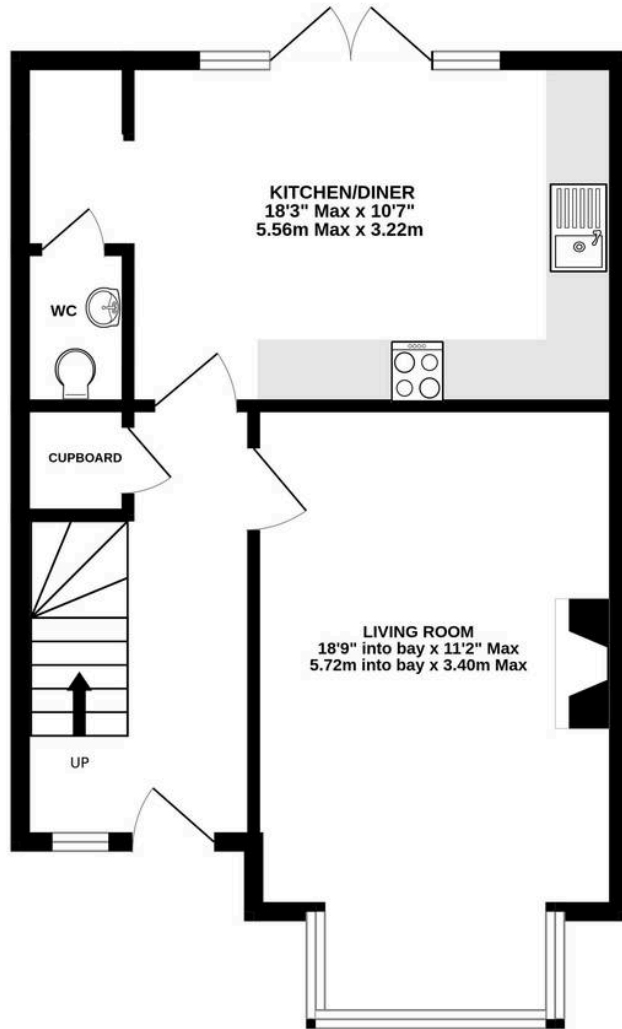 KITCHEN/DINER
18'3" Max x 10'7"
5.56m Max x 3.22m
WC
CUPBOARD
LIVING ROOM
18'9" into bay x 11'2" Max
5.72m into bay x 3.40m Max
UP